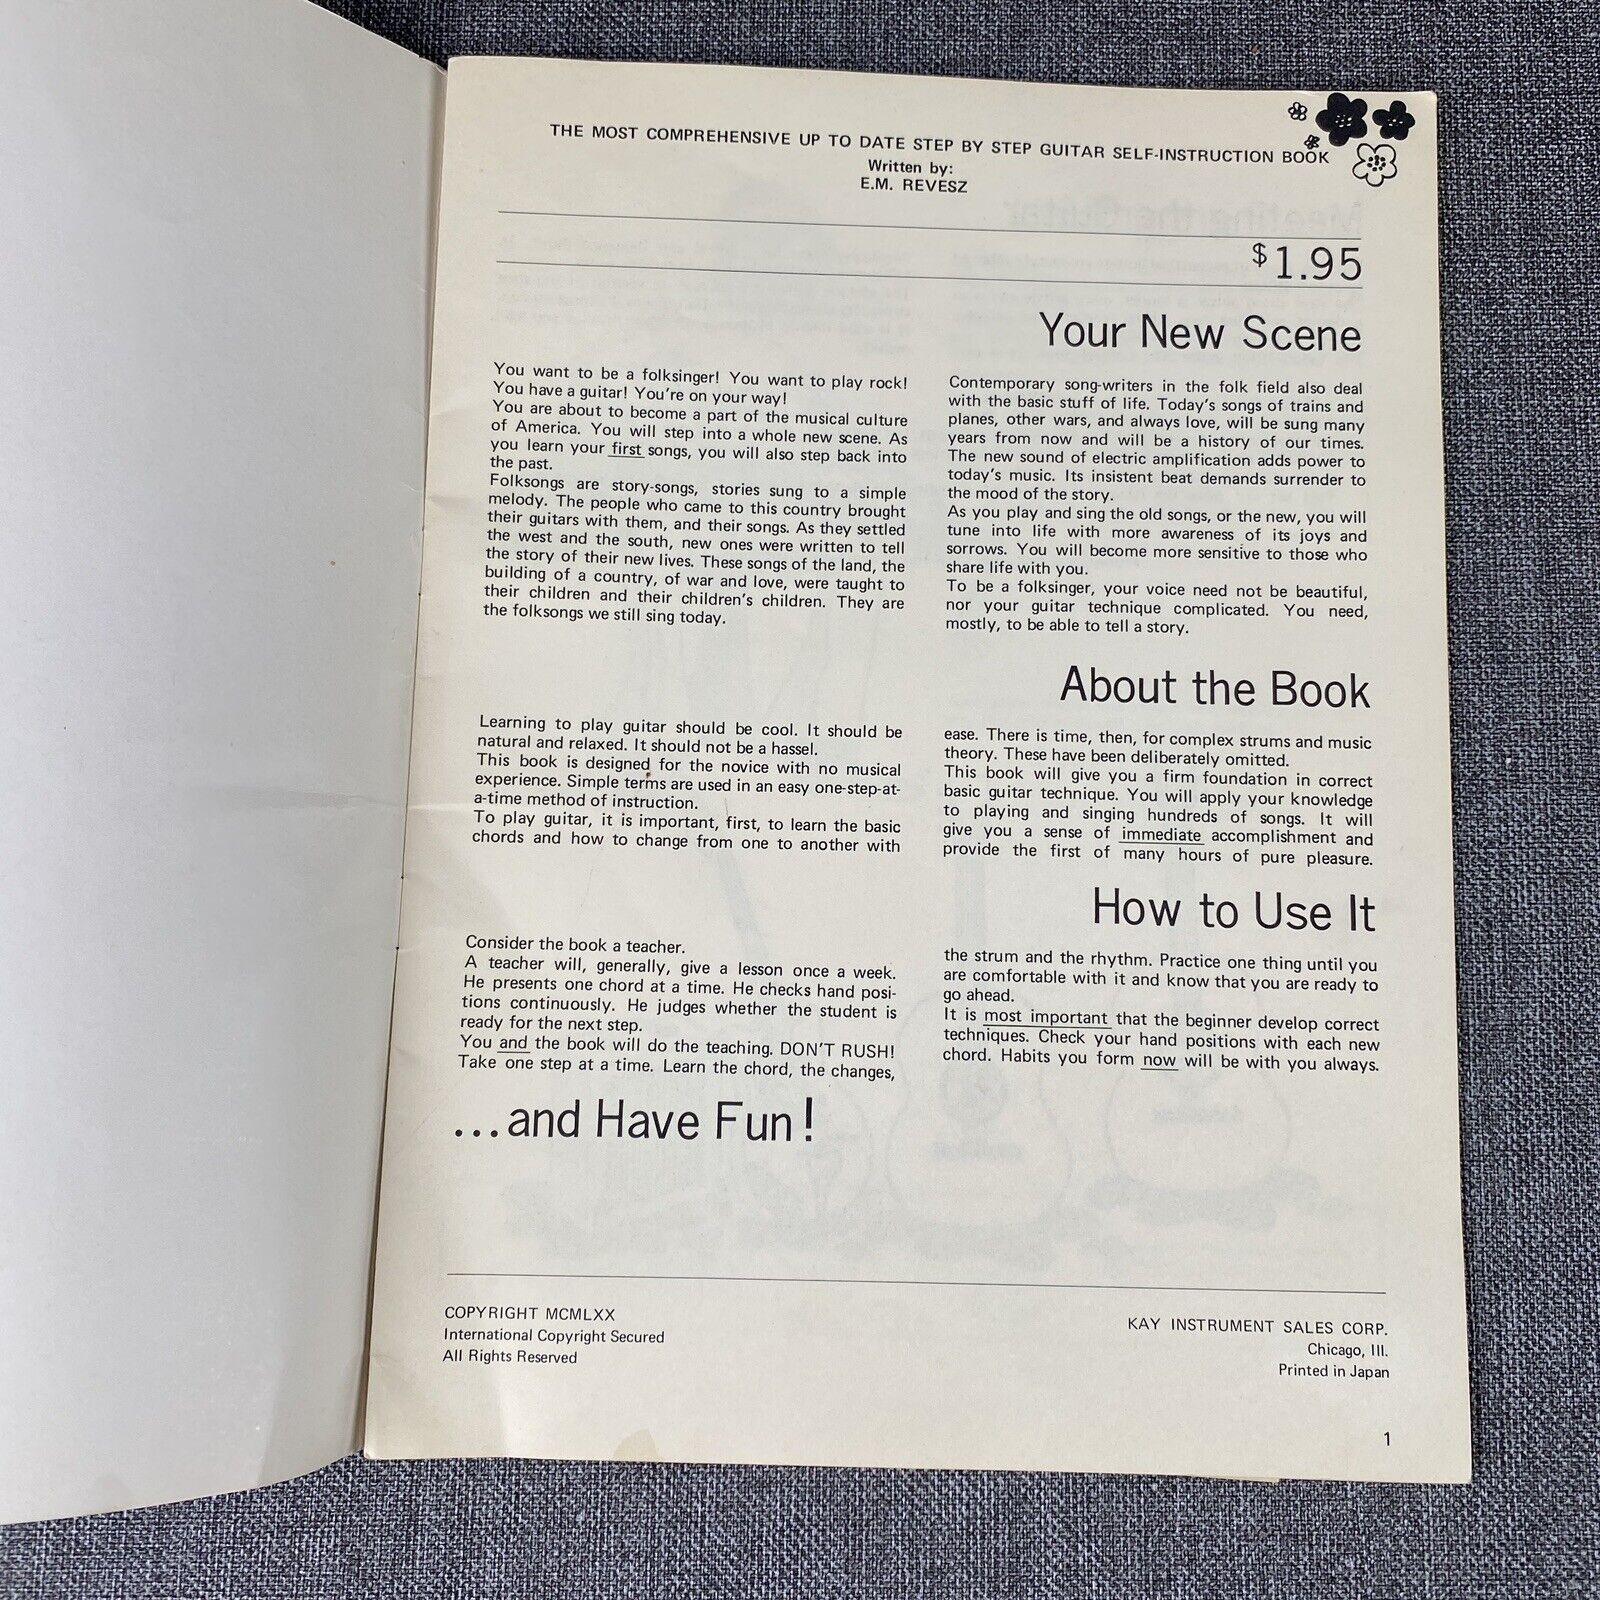 THE MOST COMPREHENSIVE UP TO DATE STEP BY STEP GUITAR SELF-INSTRUCTION BOOK
Written by:
E.M. REVESZ
$1.95
Your New Scene
You want to be a folksinger! You want to play rock!
You have a guitar! You're on your way!
You are about to become a part of the musical culture
of America. You will step into a whole new scene. As
you learn your first songs, you will also step back into
the past.
Folksongs are story-songs, stories sung to a simple
melody. The people who came to this country brought
their guitars with them, and their songs. As they settled
the west and the south, new ones were written to tell
the story of their new lives. These songs of the land, the
building of a country, of war and love, were taught to
their children and their children's children. They are
the folksongs we still sing today.
Contemporary song-writers in the folk field also deal
with the basic stuff of life. Today's songs of trains and
planes, other wars, and always love, will be sung many
years from now and will be a history of our times.
The new sound of electric amplification adds power to
today's music. Its insistent beat demands surrender to
the mood of the story.
As you play and sing the old songs, or the new, you will
tune into life with more awareness of its joys and
sorrows. You will become more sensitive to those who
share life with you.
To be a folksinger, your voice need not be beautiful,
nor your guitar technique complicated. You need,
mostly, to be able to tell a story.
About the Book
Learning to play guitar should be cool. It should be
natural and relaxed. It should not be a hassel.
This book is designed for the novice with no musical
experience. Simple terms are used in an easy one-step-at-
a-time method of instruction.
To play guitar, it is important, first, to learn the basic
chords and how to change from one to another with
ease. There is time, then, for complex strums and music
theory. These have been deliberately omitted.
This book will give you a firm foundation in correct
basic guitar technique. You will apply your knowledge
to playing and singing hundreds of songs. It will
give you a sense of immediate accomplishment and
provide the first of many hours of pure pleasure.
How to Use It
Consider the book a teacher.
A teacher will, generally, give a lesson once a week.
He presents one chord at a time. He checks hand posi-
tions continuously. He judges whether the student is
ready for the next step.
You and the book will do the teaching. DON'T RUSH!
Take one step at a time. Learn the chord, the changes,
the strum and the rhythm. Practice one thing until you
are comfortable with it and know that you are ready to
go ahead.
It is most important that the beginner develop correct
techniques. Check your hand positions with each new
chord. Habits you form now will be with you always.
...and Have Fun!
COPYRIGHT MCMLXX
International Copyright Secured
All Rights Reserved
KAY INSTRUMENT SALES CORP.
Chicago, Ill.
Printed in Japan
1